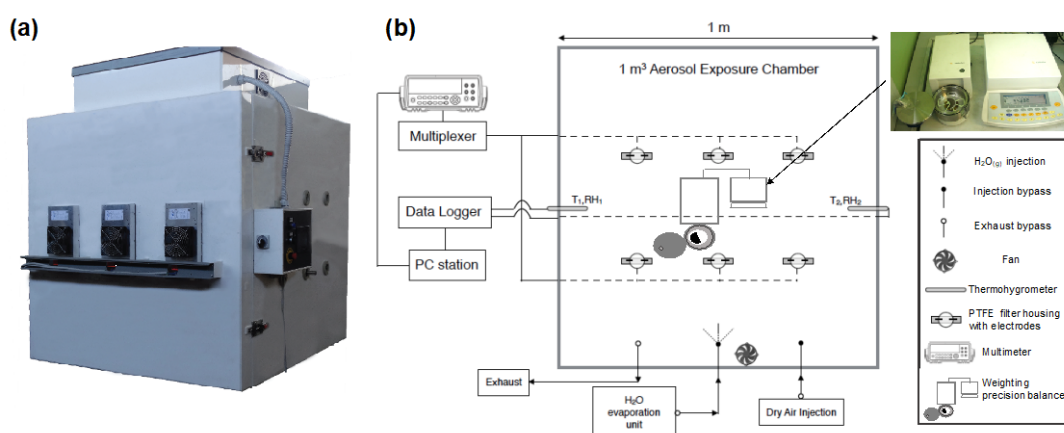 (a)
(b)
1 m
1 m³ Aerosol Exposure Chamber
Multiplexer
Data Logger
PC station
T₁,RH₁
T₂,RH₂
Exhaust
H₂O
evaporation
unit
Dry Air Injection
H₂O₍g₎ injection
Injection bypass
Exhaust bypass
Fan
Thermohygrometer
PTFE filter housing
with electrodes
Multimeter
Weighting
precision balance